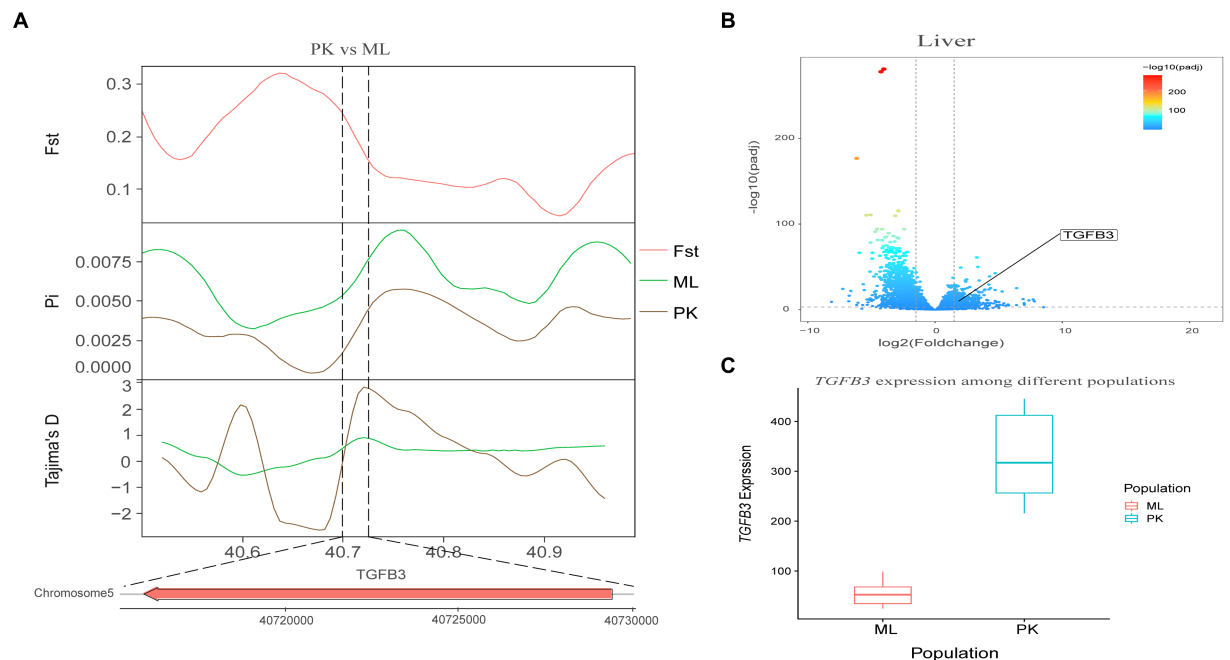 A
PK vs ML
Fst
0.3
0.2
0.1
Pi
0.0075
0.0050
0.0025
0.0000
Tajima's D
3
2
1
0
−1
−2
40.6
40.7
40.8
40.9
Fst
ML
PK
TGFB3
Chromosome5
40720000
40725000
40730000
B
Liver
-log10(padj)
200
100
0
−log10(padj)
200
100
TGFB3
−10
0
10
20
log2(Foldchange)
C
TGFB3 expression among different populations
TGFB3 Exprssion
400
300
200
100
ML
PK
Population
Population
ML
PK